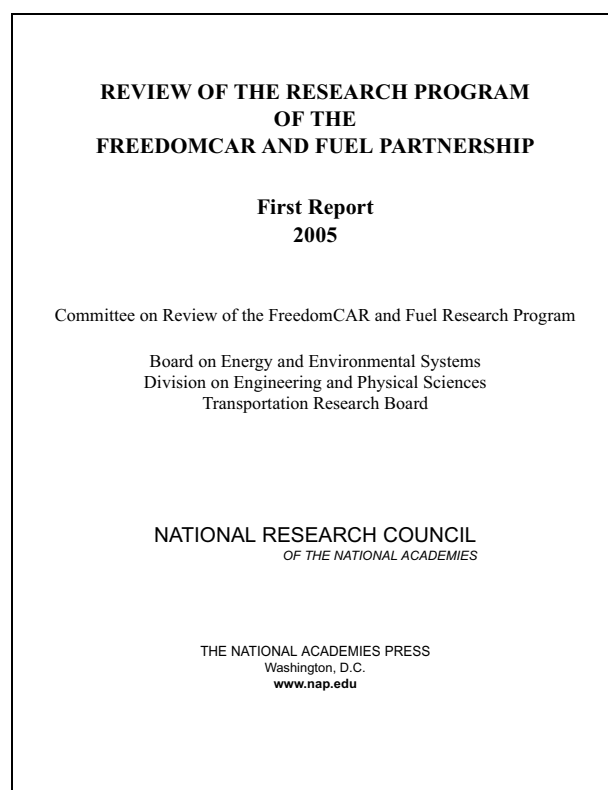 REVIEW OF THE RESEARCH PROGRAM
OF THE
FREEDOMCAR AND FUEL PARTNERSHIP
First Report
2005
Committee on Review of the FreedomCAR and Fuel Research Program
Board on Energy and Environmental Systems
Division on Engineering and Physical Sciences
Transportation Research Board
NATIONAL RESEARCH COUNCIL
OF THE NATIONAL ACADEMIES
THE NATIONAL ACADEMIES PRESS
Washington, D.C.
www.nap.edu